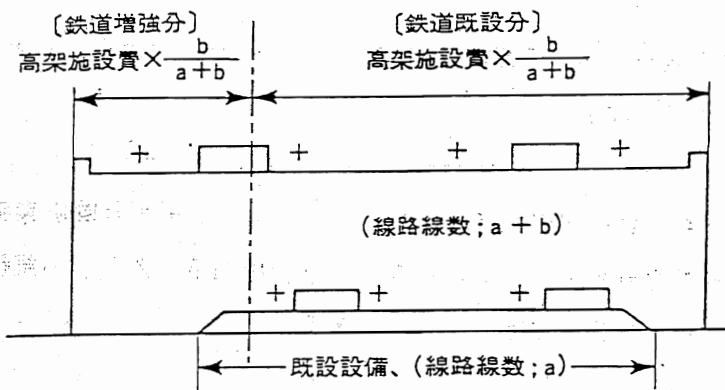 〔鉄道増強分〕
高架施設費×b/(a+b)
〔鉄道既設分〕
高架施設費×b/(a+b)
(線路線数;a+b)
既設設備、(線路線数;a)